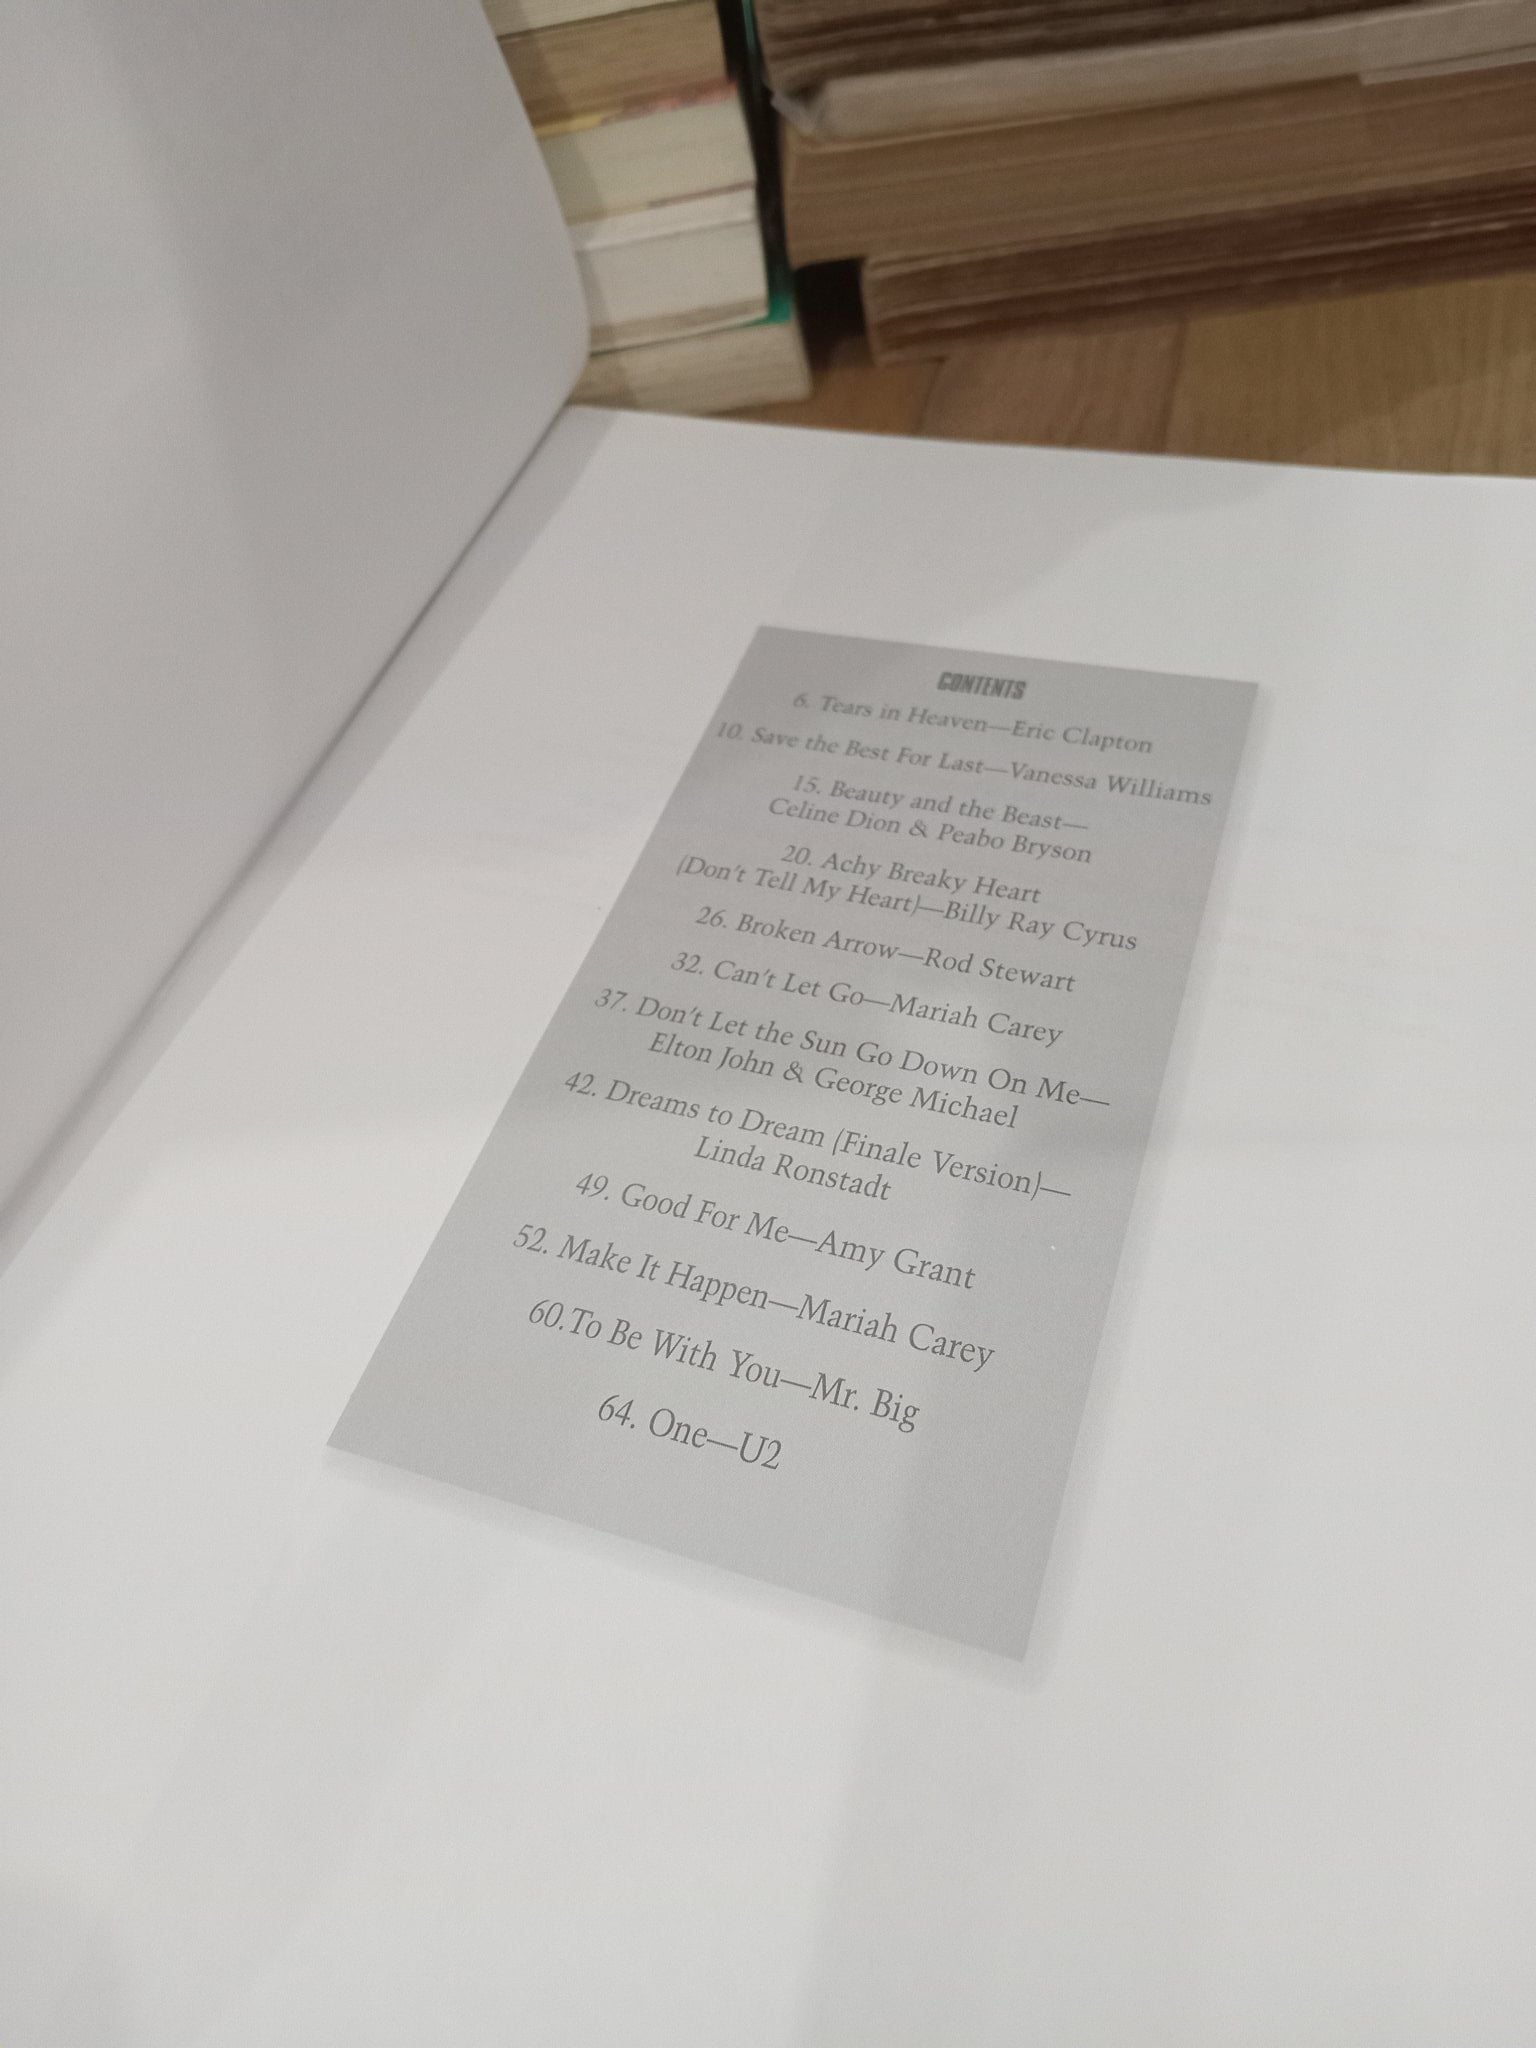 CONTENTS
6. Tears in Heaven—Eric Clapton
10. Save the Best For Last—Vanessa Williams
15. Beauty and the Beast—
Celine Dion & Peabo Bryson
20. Achy Breaky Heart
(Don't Tell My Heart)—Billy Ray Cyrus
26. Broken Arrow—Rod Stewart
32. Can't Let Go—Mariah Carey
37. Don't Let the Sun Go Down On Me—
Elton John & George Michael
42. Dreams to Dream (Finale Version)—
Linda Ronstadt
49. Good For Me—Amy Grant
52. Make It Happen—Mariah Carey
60.To Be With You—Mr. Big
64. One—U2